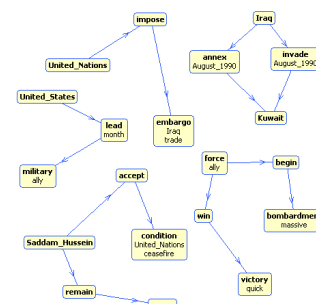 impose
Iraq
United_Nations
annex
August_1990
invade
August_1990
United_States
lead
month
embargo
Iraq
trade
Kuwait
military
ally
accept
force
ally
begin
win
bombardment
massive
Saddam_Hussein
condition
United_Nations
ceasefire
victory
quick
remain